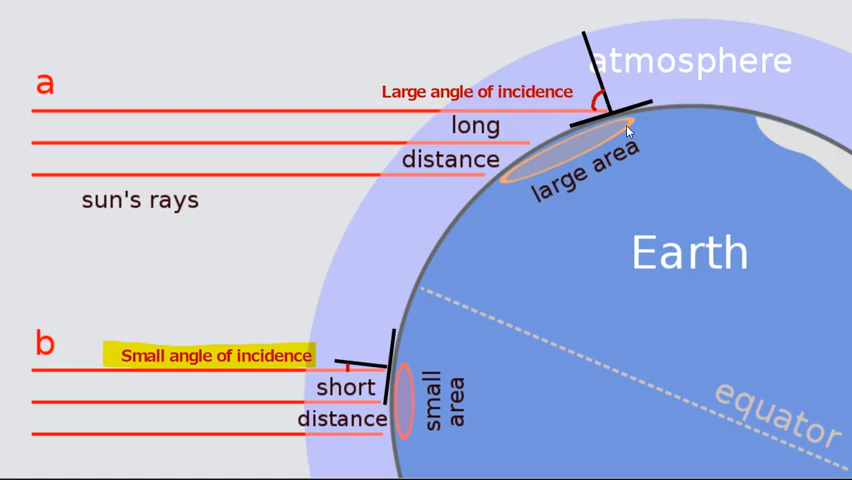 atmosphere
a
Large angle of incidence
long
distance
large area
sun's rays
Earth
b
Small angle of incidence
short
distance
small
area
equator